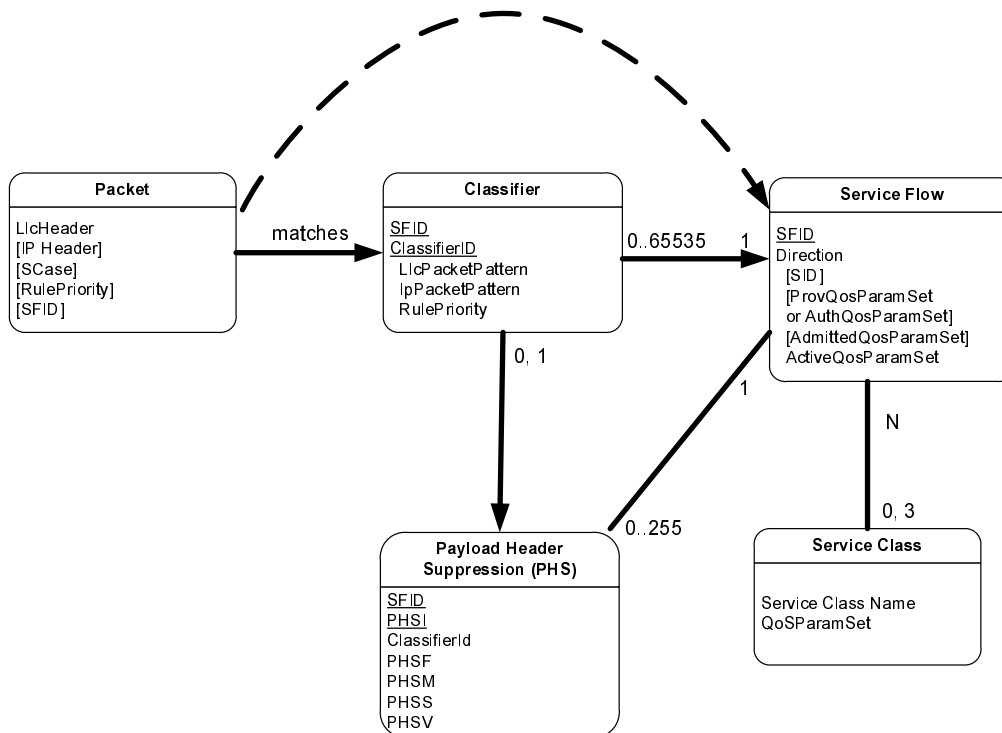 Packet
LlcHeader
[IP Header]
[SCase]
[RulePriority]
[SFID]
matches
Classifier
SFID
ClassifierID
LlcPacketPattern
IpPacketPattern
RulePriority
0..65535
1
Service Flow
SFID
Direction
[SID]
[ProvQosParamSet
or AuthQosParamSet]
[AdmittedQosParamSet]
ActiveQosParamSet
0, 1
1
N
0..255
0, 3
Payload Header
Suppression (PHS)
SFID
PHSI
ClassifierId
PHSF
PHSM
PHSS
PHSV
Service Class
Service Class Name
QoSParamSet